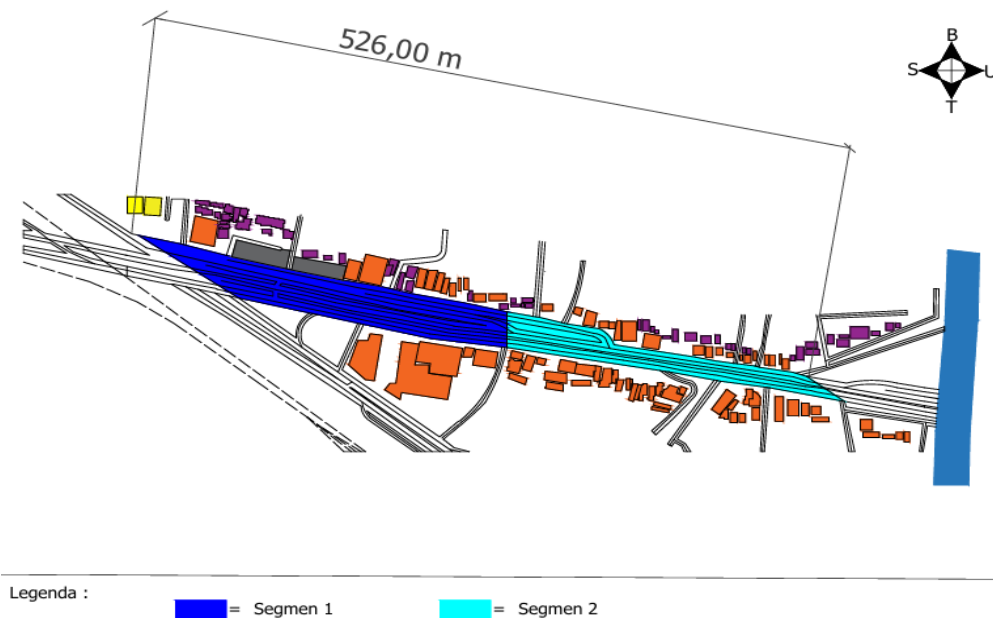 526,00 m
B
S
U
T
Legenda :
= Segmen 1
= Segmen 2